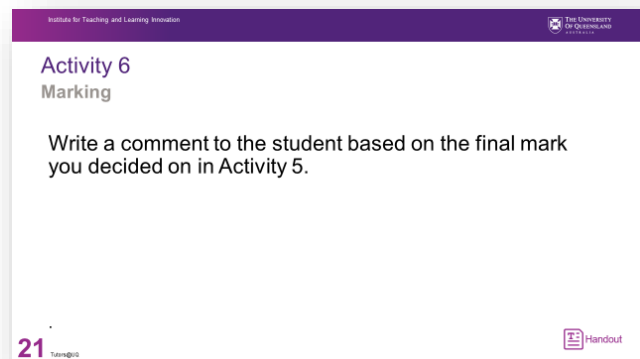 Institute for Teaching and Learning Innovation
THE UNIVERSITY
OF QUEENSLAND
AUSTRALIA
Activity 6
Marking
Write a comment to the student based on the final mark
you decided on in Activity 5.
.
21 Tutors@UQ
Handout